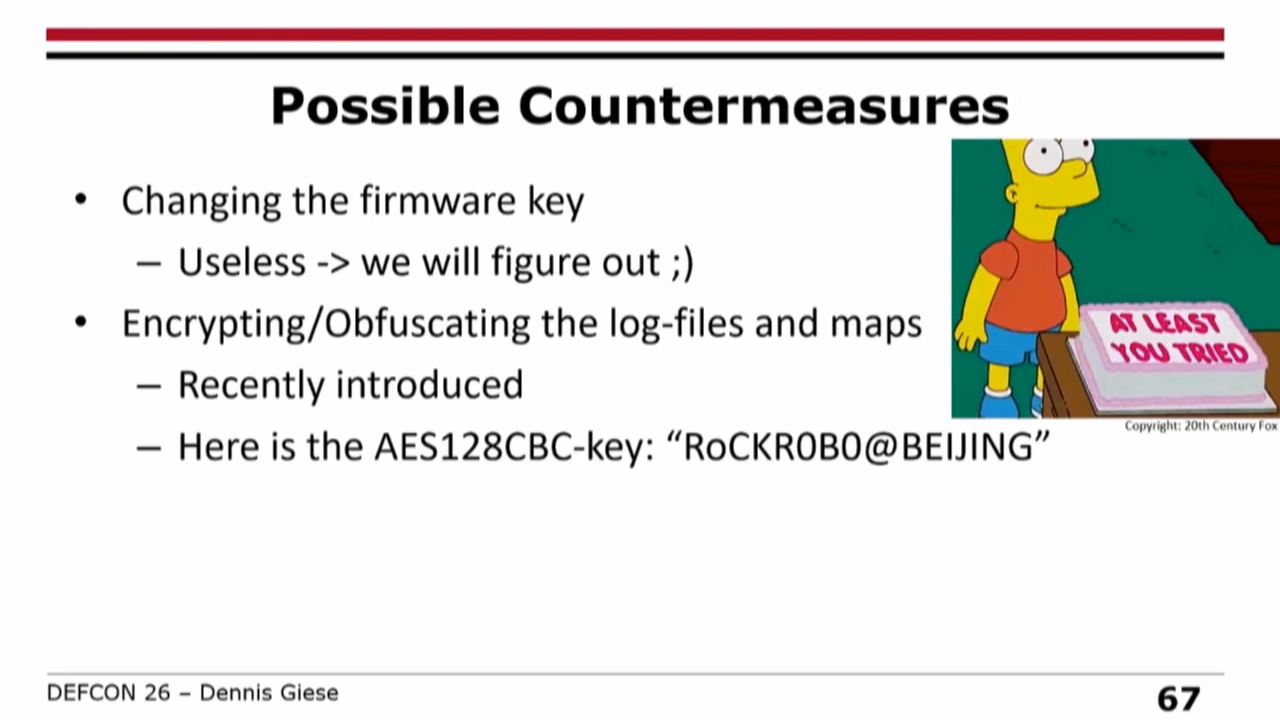 Possible Countermeasures
• Changing the firmware key
– Useless -> we will figure out ;)
• Encrypting/Obfuscating the log-files and maps
– Recently introduced
– Here is the AES128CBC-key: “RoCKR0B0@BEIJING”
AT LEAST
YOU TRIED
Copyright: 20th Century Fox
DEFCON 26 – Dennis Giese
67